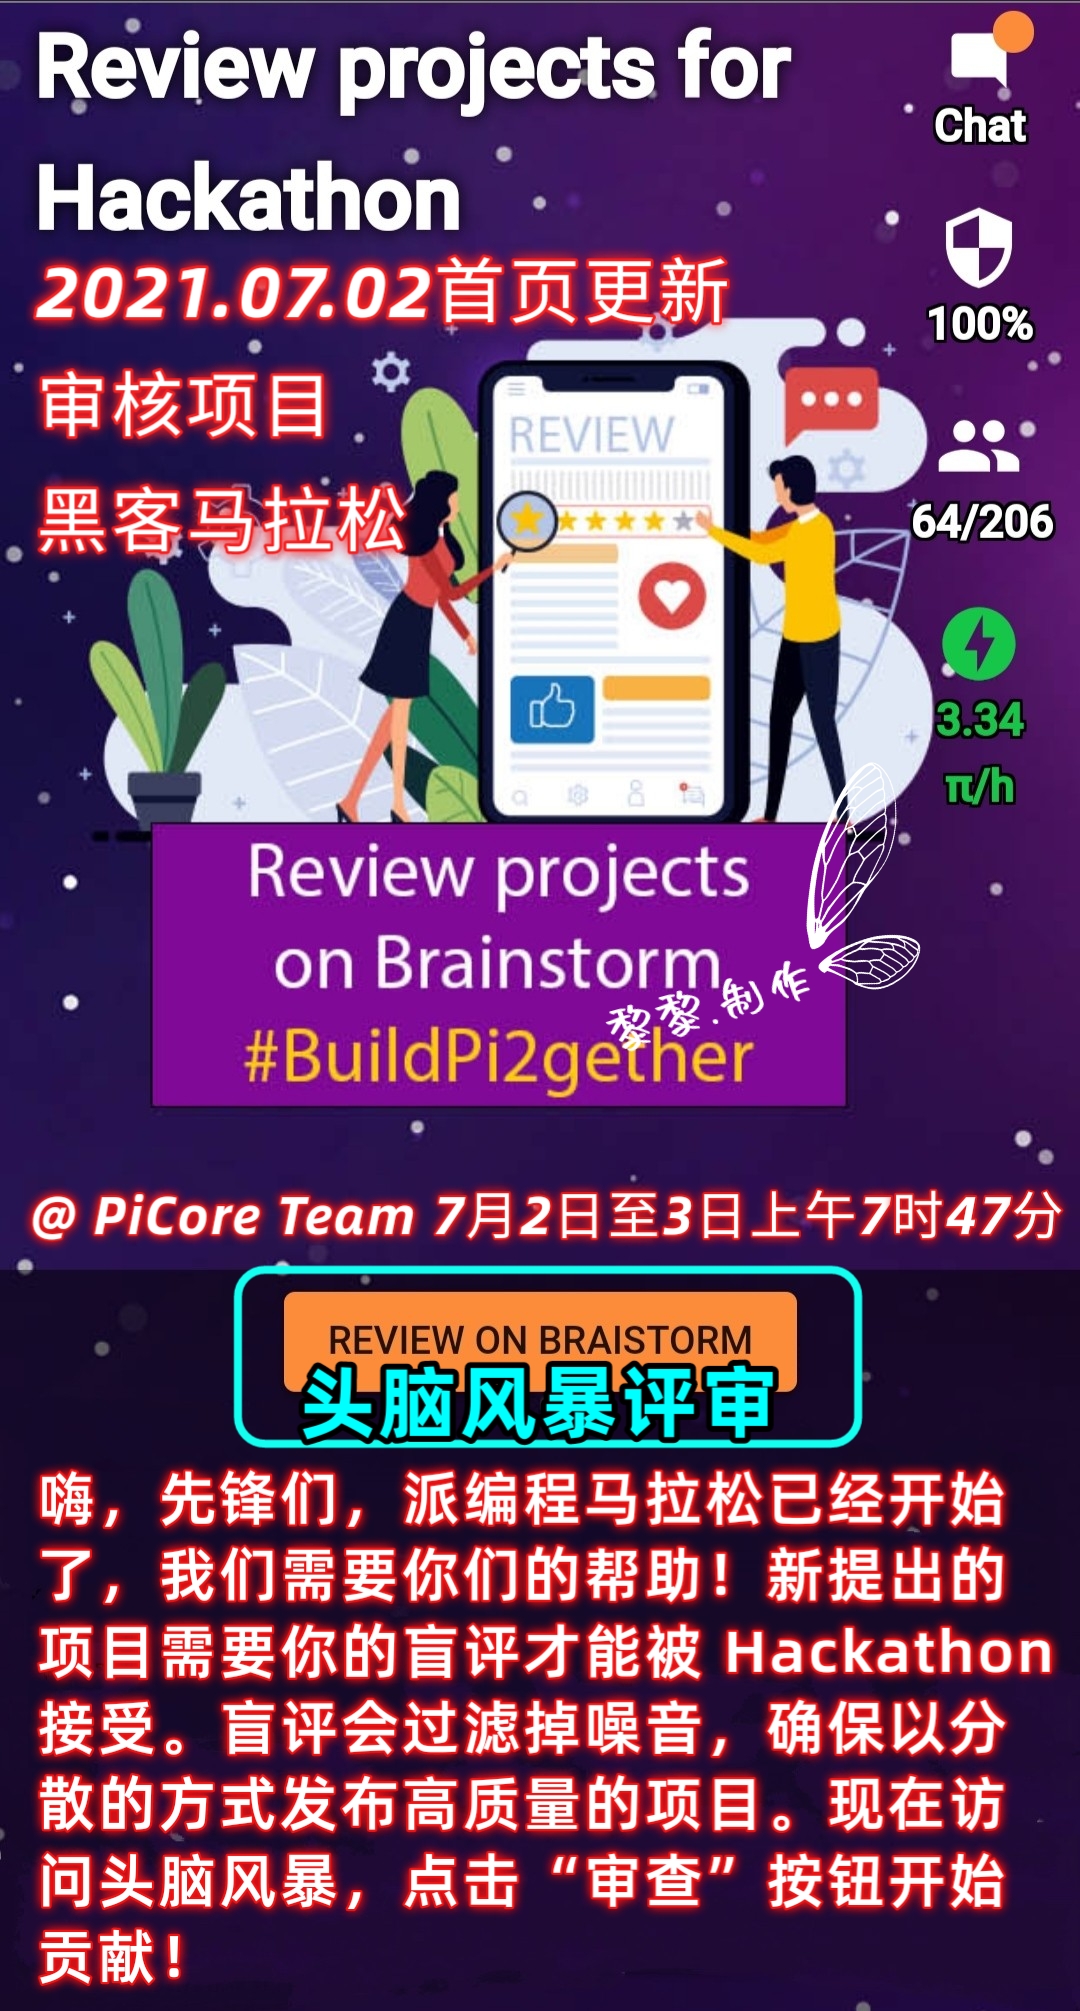 Review projects for
Hackathon
2021.07.02首页更新
审核项目
黑客马拉松
Chat
100%
64/206
3.34
π/h
REVIEW
Review projects
on Brainstorm
黎黎.制作
#BuildPi2gether
@ PiCore Team 7月2日至3日上午7时47分
REVIEW ON BRAISTORM
头脑风暴评审
嗨，先锋们，派编程马拉松已经开始
了，我们需要你们的帮助！新提出的
项目需要你的盲评才能被 Hackathon
接受。盲评会过滤掉噪音，确保以分
散的方式发布高质量的项目。现在访
问头脑风暴，点击“审查”按钮开始
贡献！